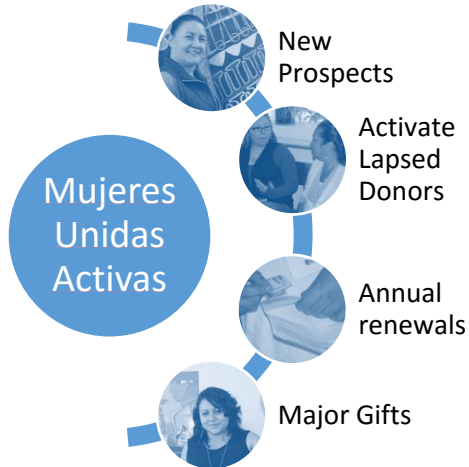 Mujeres
Unidas
Activas
New
Prospects
Activate
Lapsed
Donors
Annual
renewals
Major Gifts